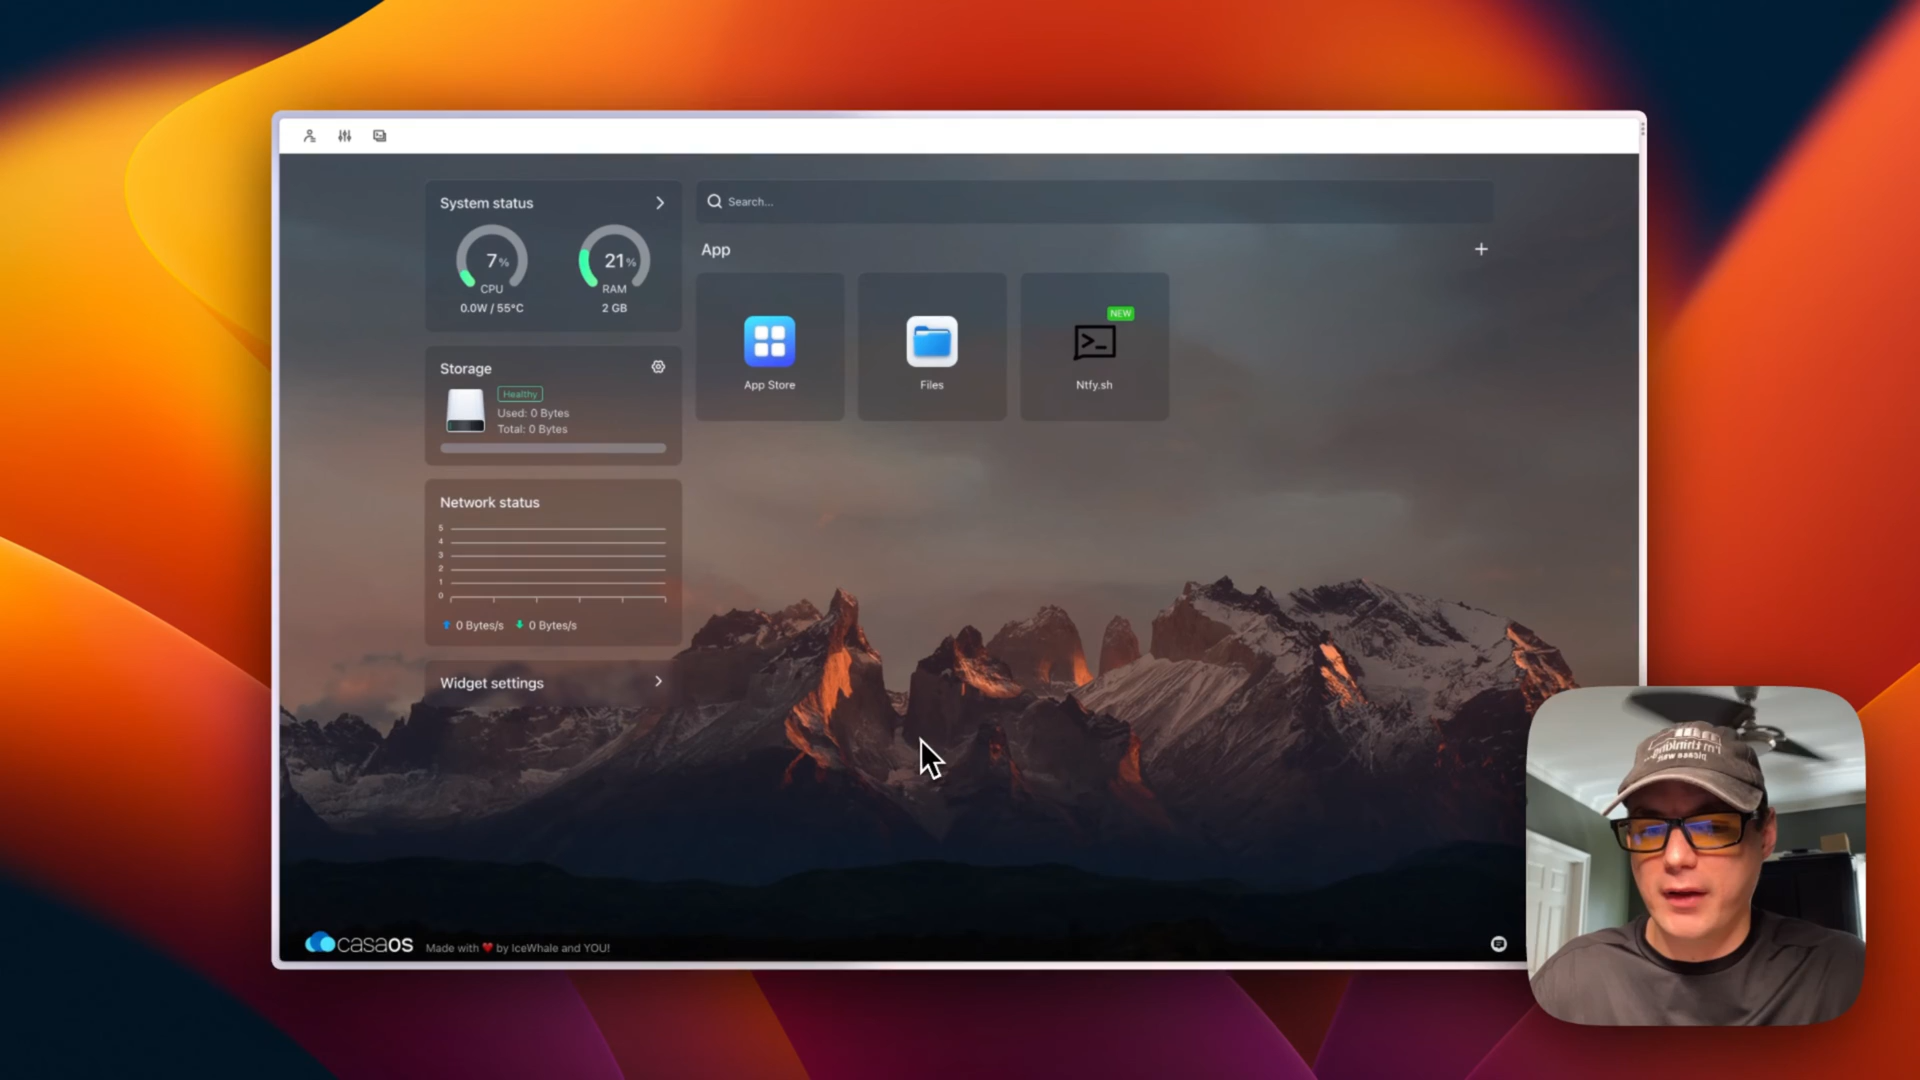 System status
7%
CPU
0.0W / 55°C
21%
RAM
2 GB
Storage
Healthy
Used: 0 Bytes
Total: 0 Bytes
Network status
5
4
3
2
1
0
0 Bytes/s
0 Bytes/s
Widget settings
Search...
App
App Store
Files
NEW
Ntfy.sh
casaOS
Made with ❤ by IceWhale and YOU!